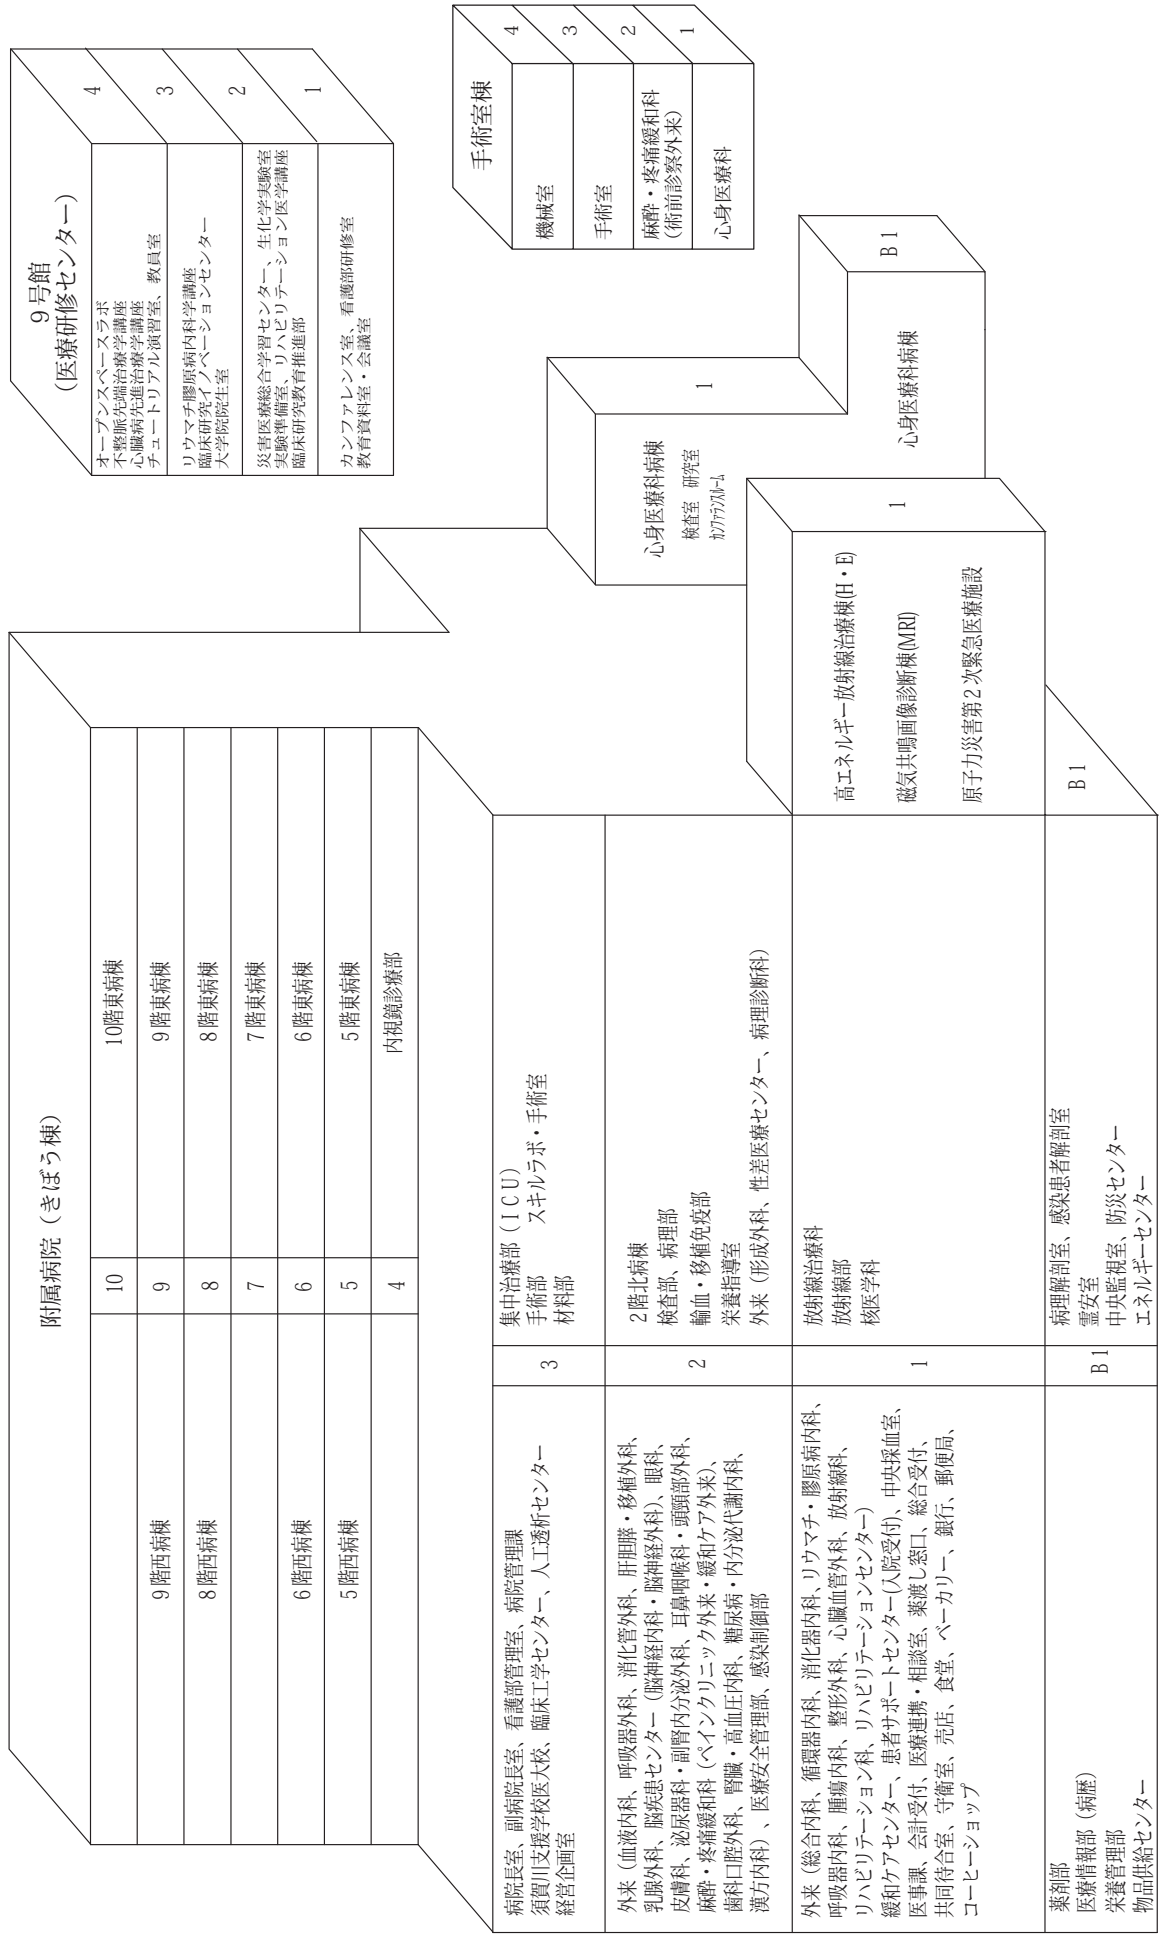 附属病院（きぼう棟）
10
10階東病棟
9階西病棟
9
9階東病棟
8階西病棟
8
8階東病棟
7
7階東病棟
6階西病棟
6
6階東病棟
5階西病棟
5
5階東病棟
4
内視鏡診療部
病院長室、副病院長室、看護部管理室、病院管理課
須賀川支援学校医大校、臨床工学センター、人工透析センター
経営企画室
3
集中治療部（ＩＣＵ）
手術部　スキルラボ・手術室
材料部
外来（血液内科、呼吸器外科、消化管外科、肝胆膵・移植外科、
乳腺外科、脳疾患センター（脳神経内科・脳神経外科）、眼科、
皮膚科、泌尿器科・副腎内分泌外科、耳鼻咽喉科・頭頸部外科、
麻酔・疼痛緩和科（ペインクリニック外来・緩和ケア外来）、
歯科口腔外科、腎臓・高血圧内科、糖尿病・内分泌代謝内科、
漢方内科）、医療安全管理部、感染制御部
2
2階北病棟
検査部、病理部
輸血・移植免疫部
栄養指導室
外来（形成外科、性差医療センター、病理診断科）
外来（総合内科、循環器内科、消化器内科、リウマチ・膠原病内科、
呼吸器内科、腫瘍内科、整形外科、心臓血管外科、放射線科、
リハビリテーション科、リハビリテーションセンター）
緩和ケアセンター、患者サポートセンター(入院受付)、中央採血室、
医事課、会計受付、医療連携・相談室、薬渡し窓口、総合受付、
共同待合室、守衛室、売店、食堂、ベーカリー、銀行、郵便局、
コーヒーショップ
1
放射線治療科
放射線部
核医学科
薬剤部
医療情報部（病歴）
栄養管理部
物品供給センター
B1
病理解剖室、感染患者解剖室
霊安室
中央監視室、防災センター
エネルギーセンター
B1
高エネルギー放射線治療棟(H・E)
磁気共鳴画像診断棟(MRI)
原子力災害第2次緊急医療施設
1
心身医療科病棟
検査室　研究室
ｶﾝﾌｧﾗﾝｽﾙｰﾑ
1
心身医療科病棟
B1
9号館
（医療研修センター）
オープンスペースラボ
不整脈先端治療学講座
心臓病先進治療学講座
チュートリアル演習室、教員室
4
リウマチ膠原病内科学講座
臨床研究イノベーションセンター
大学院院生室
3
災害医療総合学習センター、生化学実験室
実験準備室、リハビリテーション医学講座
臨床研究教育推進部
2
カンファレンス室、看護部研修室
教育資料室・会議室
1
手術室棟
機械室
4
手術室
3
麻酔・疼痛緩和科
（術前診察外来）
2
心身医療科
1